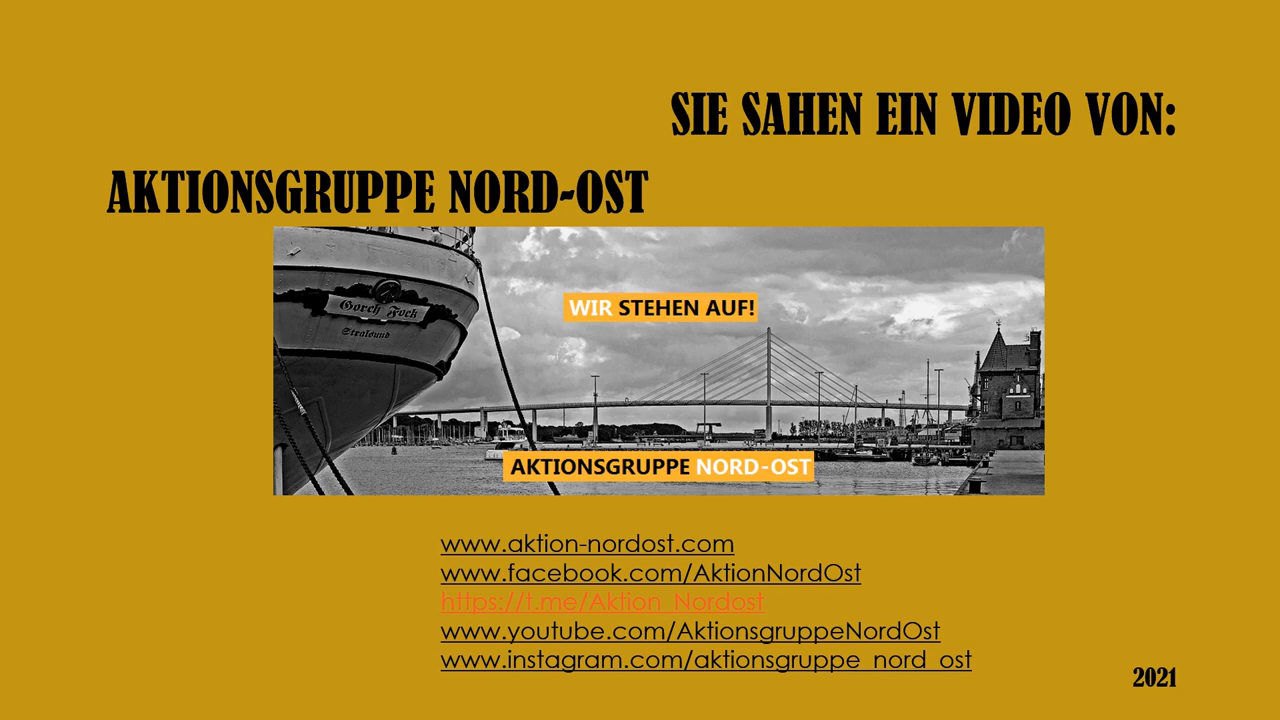 SIE SAHEN EIN VIDEO VON:
AKTIONSGRUPPE NORD-OST
Gorch Fock
Stralsund
WIR STEHEN AUF!
AKTIONSGRUPPE NORD-OST
www.aktion-nordost.com
www.facebook.com/AktionNordOst
https://t.me/Aktion_Nordost
www.youtube.com/AktionsgruppeNordOst
www.instagram.com/aktionsgruppe_nord_ost
2021